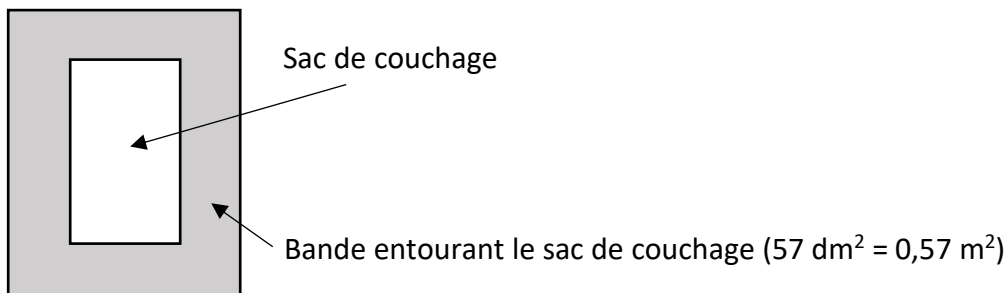 Sac de couchage
Bande entourant le sac de couchage (57 dm² = 0,57 m²)